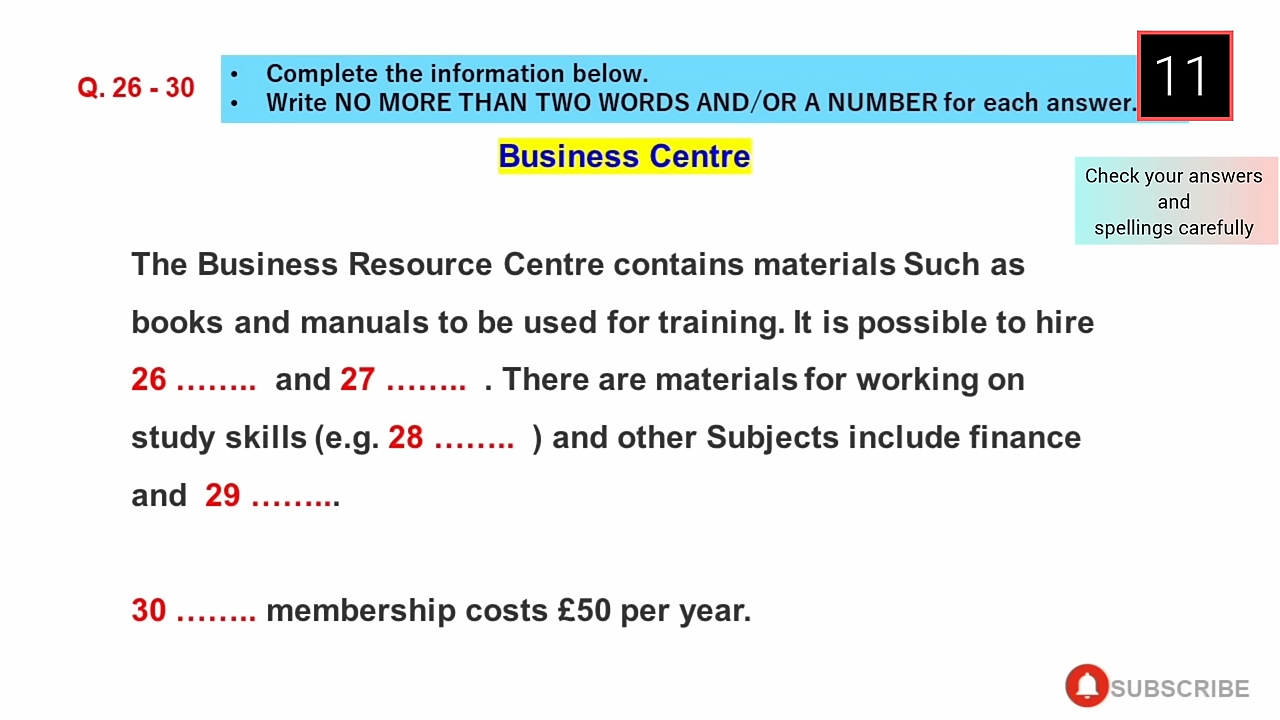 Q. 26 - 30
• Complete the information below.
• Write NO MORE THAN TWO WORDS AND/OR A NUMBER for each answer.
11
Business Centre
Check your answers
and
spellings carefully
The Business Resource Centre contains materials Such as
books and manuals to be used for training. It is possible to hire
26 …….. and 27 …….. . There are materials for working on
study skills (e.g. 28 …….. ) and other Subjects include finance
and 29 ……...
30 …….. membership costs £50 per year.
SUBSCRIBE